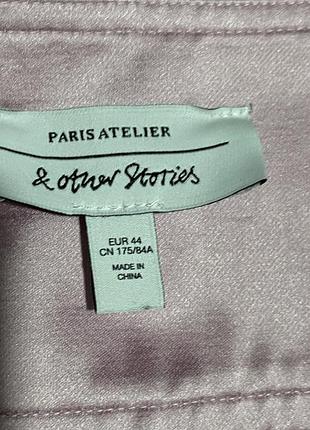 PARIS ATELIER
& other Stories
EUR 44
CN 175/84A
MADE IN
CHINA